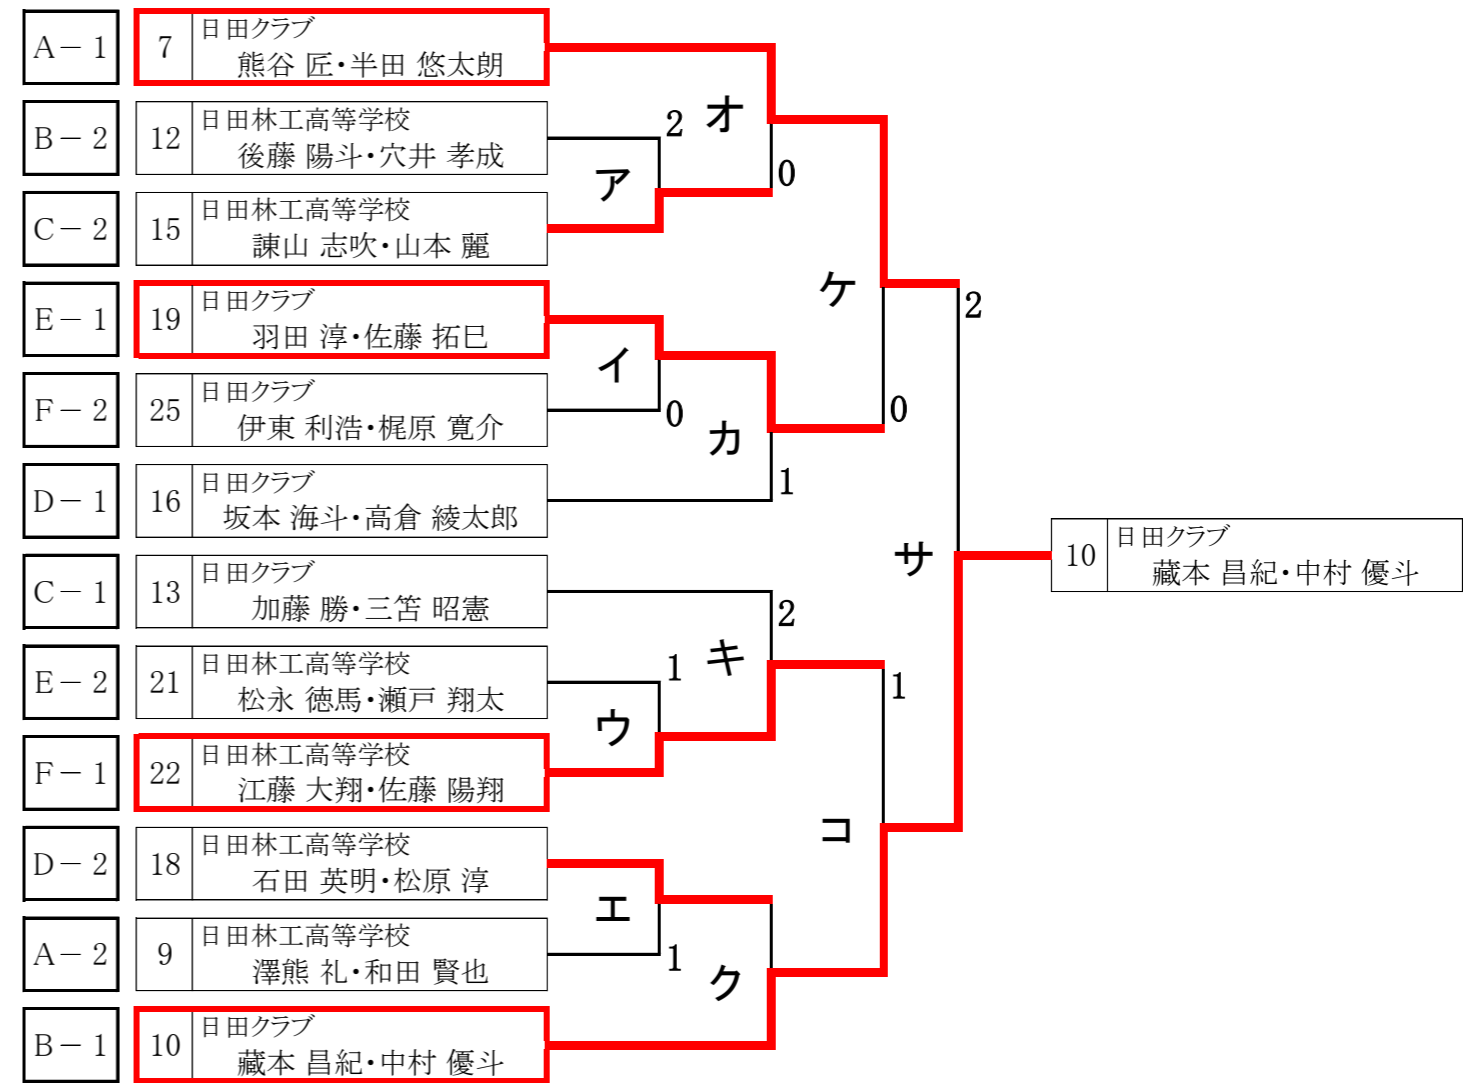 A－1 7 日田クラブ
熊谷 匠・半田 悠太朗
B－2 12 日田林工高等学校
後藤 陽斗・穴井 孝成
C－2 15 日田林工高等学校
諌山 志吹・山本 麗
E－1 19 日田クラブ
羽田 淳・佐藤 拓巳
F－2 25 日田クラブ
伊東 利浩・梶原 寛介
D－1 16 日田クラブ
坂本 海斗・高倉 綾太郎
C－1 13 日田クラブ
加藤 勝・三笘 昭憲
E－2 21 日田林工高等学校
松永 徳馬・瀬戸 翔太
F－1 22 日田林工高等学校
江藤 大翔・佐藤 陽翔
D－2 18 日田林工高等学校
石田 英明・松原 淳
A－2 9 日田林工高等学校
澤熊 礼・和田 賢也
B－1 10 日田クラブ
藏本 昌紀・中村 優斗
2
ア
イ
0
1
ウ
エ
1
オ
0
カ
1
2
キ
ク
ケ
0
1
コ
2
サ
10 日田クラブ
藏本 昌紀・中村 優斗